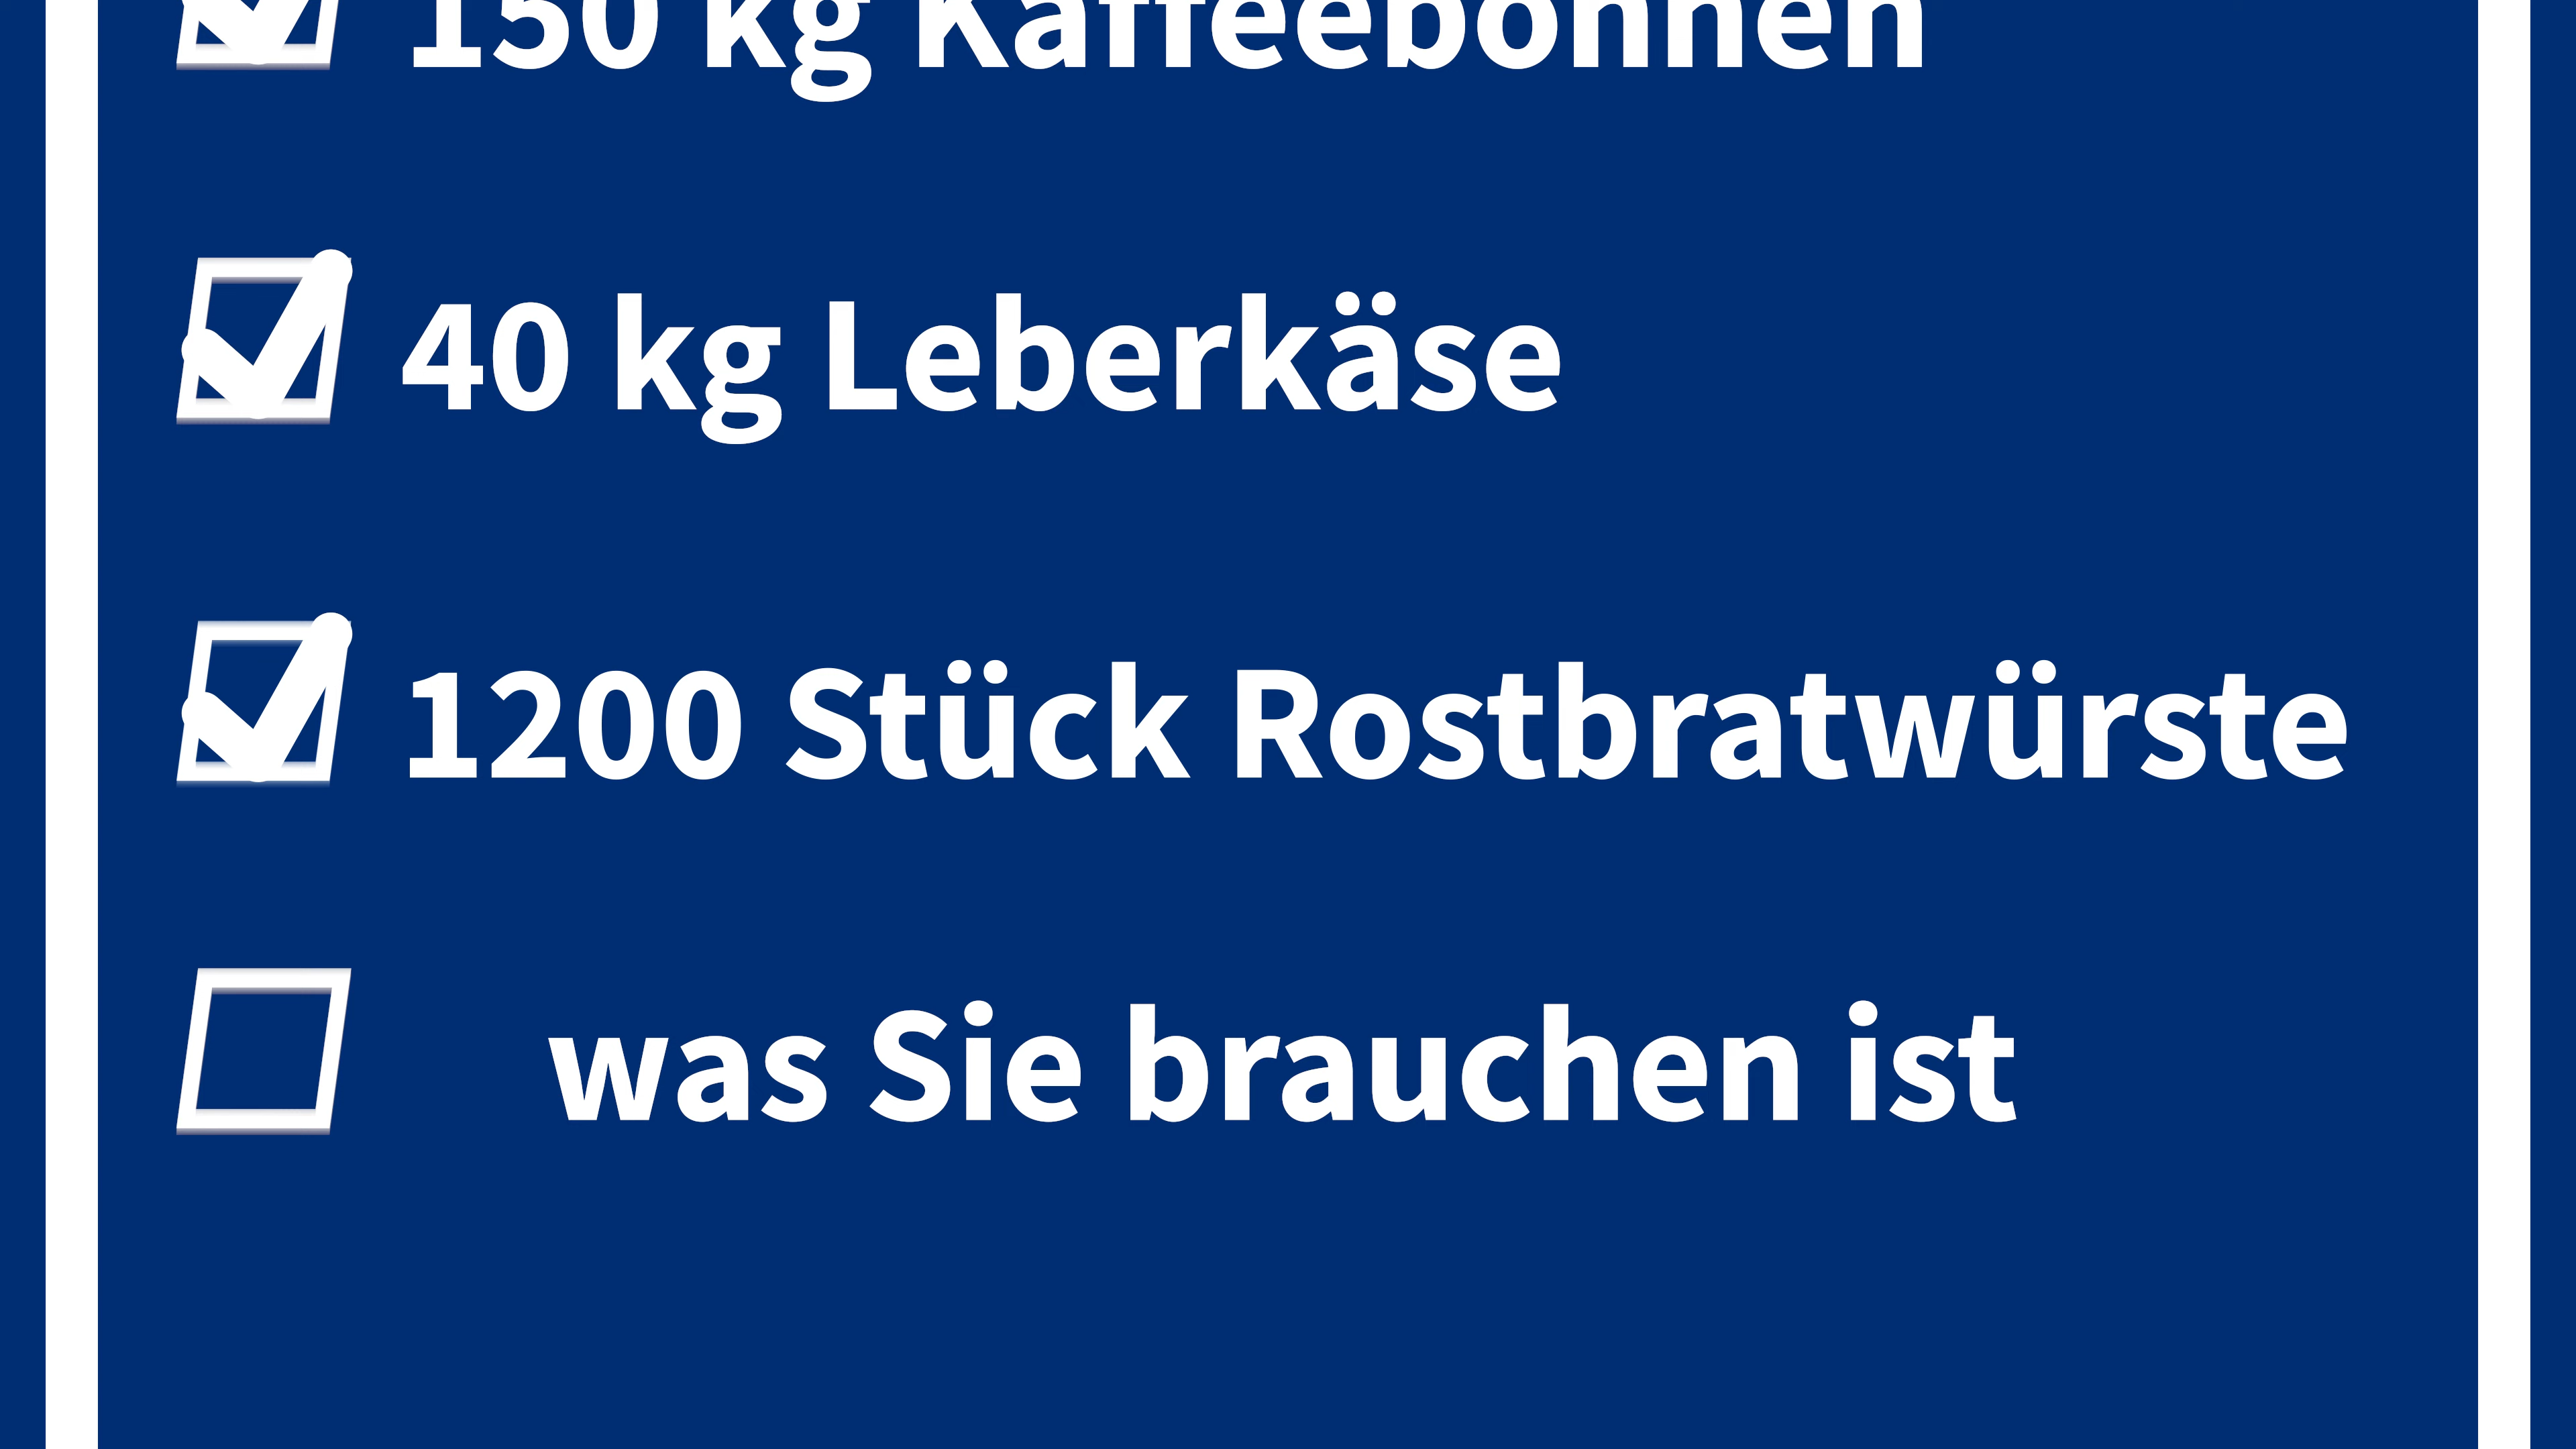 150 kg Kaffeebohnen
40 kg Leberkäse
1200 Stück Rostbratwürste
was Sie brauchen ist